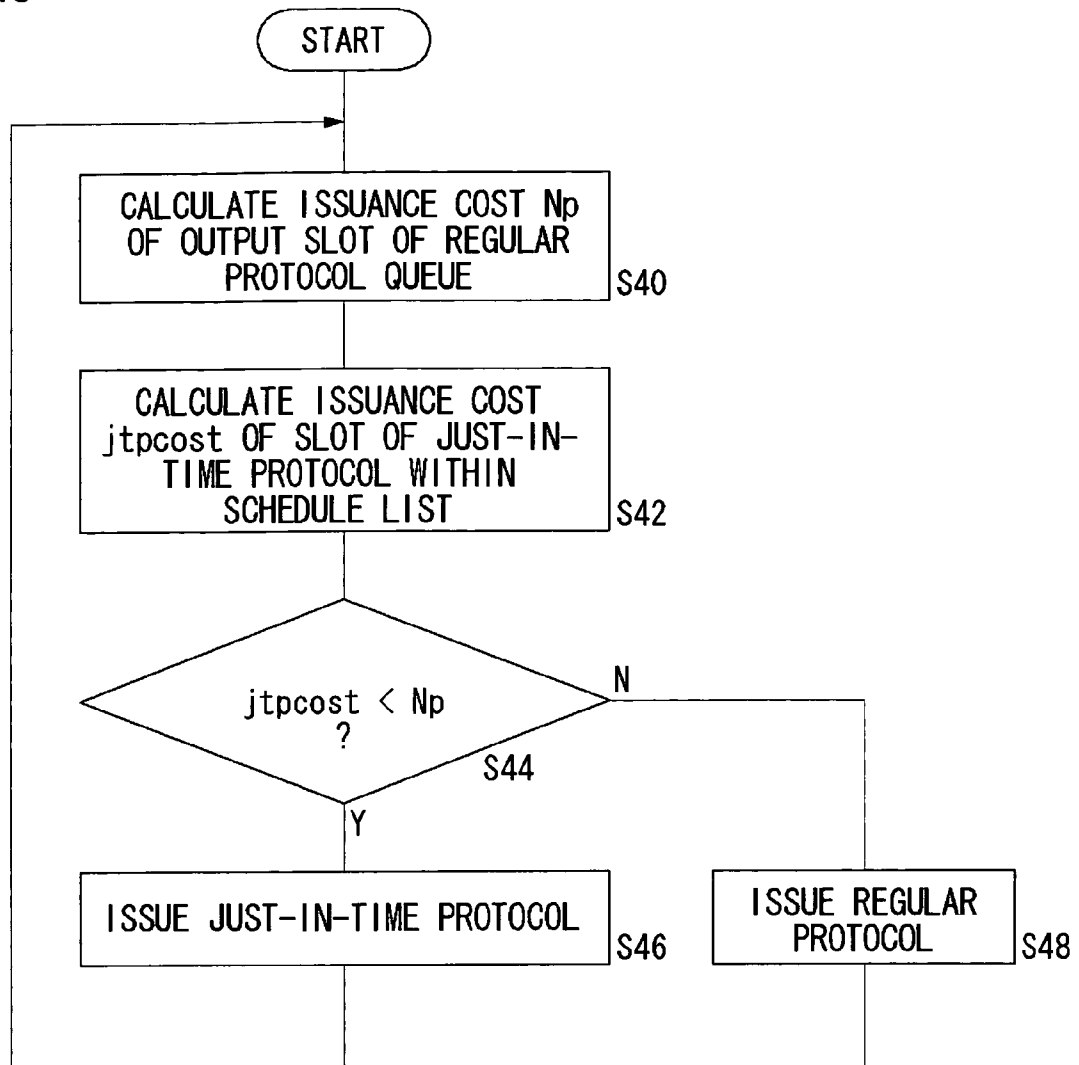 START
CALCULATE ISSUANCE COST Np
OF OUTPUT SLOT OF REGULAR
PROTOCOL QUEUE
S40
CALCULATE ISSUANCE COST
jtpcost OF SLOT OF JUST-IN-
TIME PROTOCOL WITHIN
SCHEDULE LIST
S42
jtpcost < Np
?
N
S44
Y
ISSUE JUST-IN-TIME PROTOCOL
S46
ISSUE REGULAR
PROTOCOL
S48